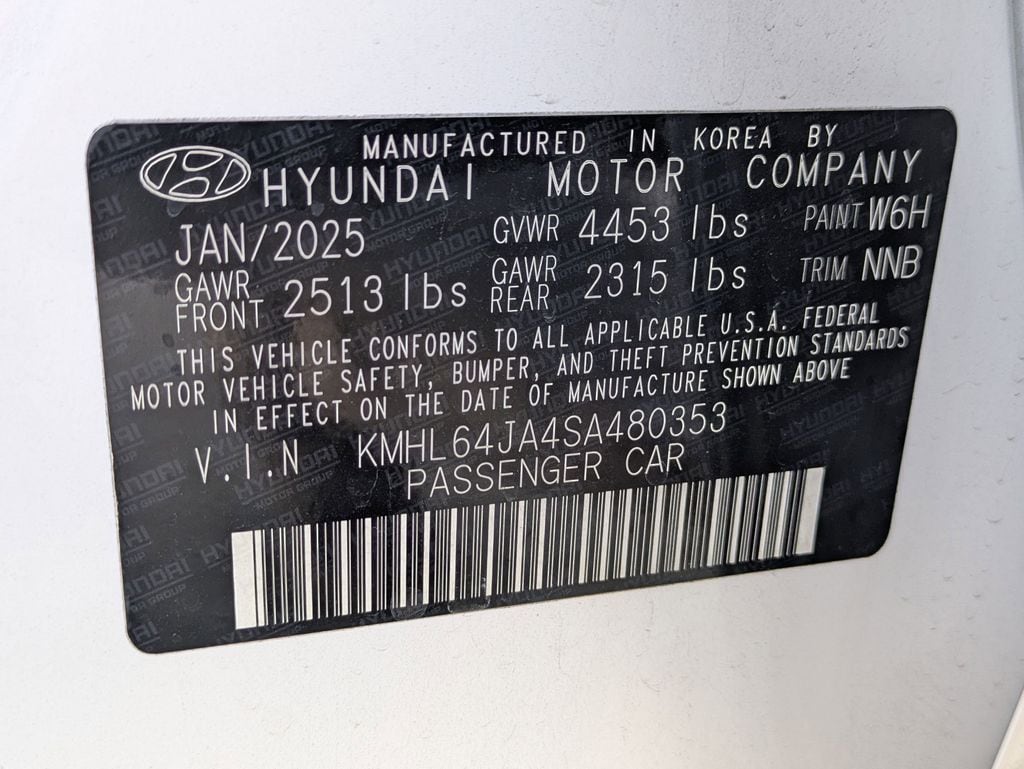 MANUFACTURED IN KOREA BY
HYUNDAI MOTOR COMPANY
JAN/2025 GVWR 4453 lbs PAINT W6H
GAWR FRONT 2513 lbs GAWR REAR 2315 lbs TRIM NNB
THIS VEHICLE CONFORMS TO ALL APPLICABLE U.S.A. FEDERAL
MOTOR VEHICLE SAFETY, BUMPER, AND THEFT PREVENTION STANDARDS
IN EFFECT ON THE DATE OF MANUFACTURE SHOWN ABOVE
V.I.N KMHL64JA4SA480353
PASSENGER CAR